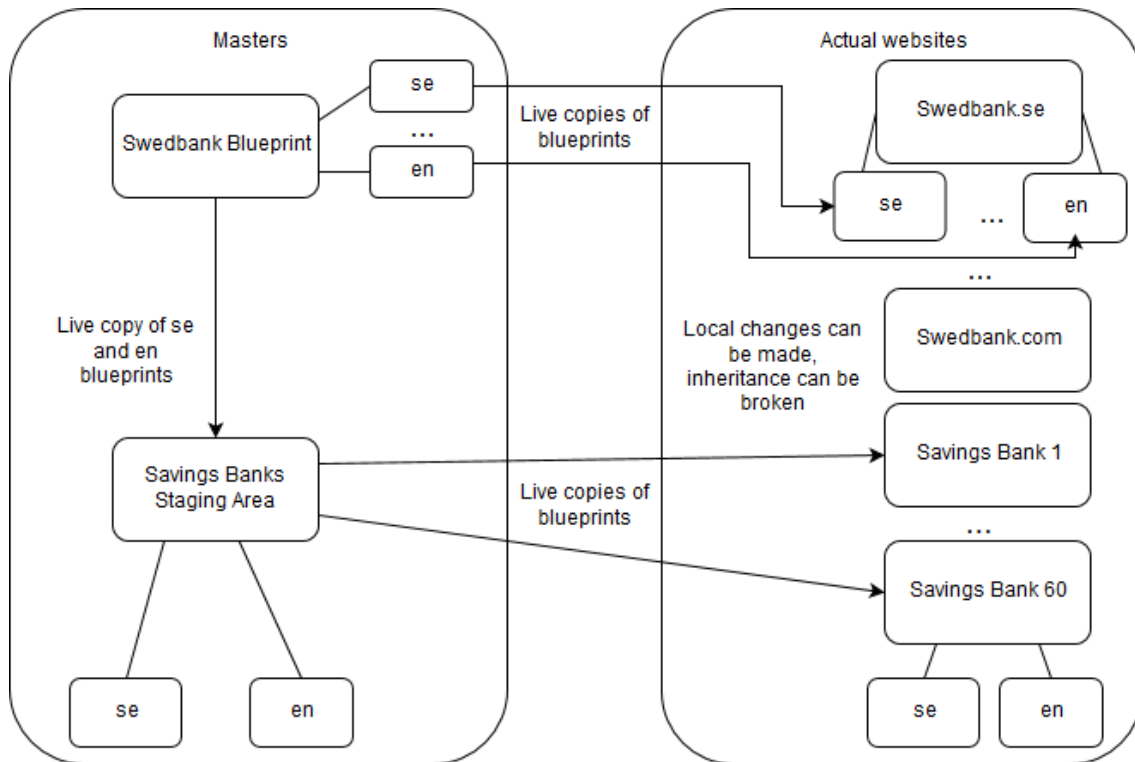 Masters
se
...
en
Swedbank Blueprint
Live copy of se
and en
blueprints
Savings Banks
Staging Area
se
en
Live copies of
blueprints
Live copies of
blueprints
Actual websites
Swedbank.se
se
...
en
...
Swedbank.com
Local changes can
be made,
inheritance can be
broken
Savings Bank 1
...
Savings Bank 60
se
en